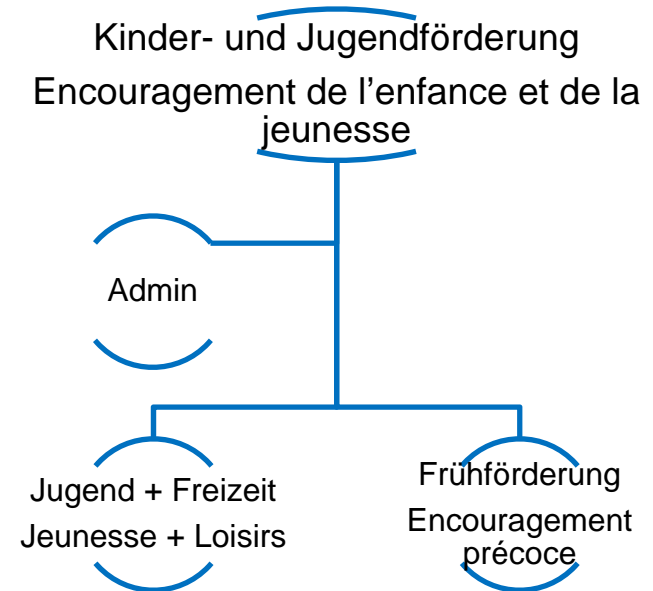 Kinder- und Jugendförderung
Encouragement de l’enfance et de la
jeunesse
Admin
Jugend + Freizeit
Jeunesse + Loisirs
Frühförderung
Encouragement
précoce